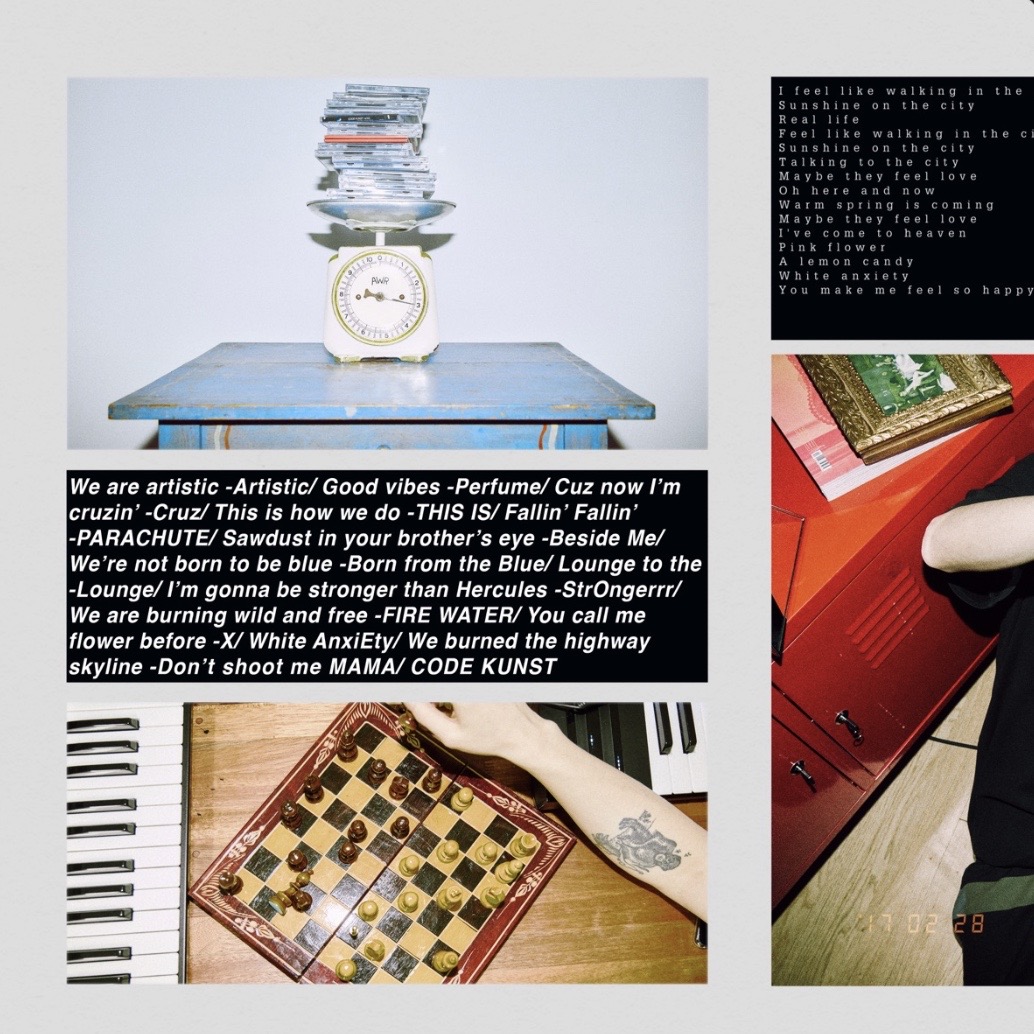 AWR
We are artistic -Artistic/ Good vibes -Perfume/ Cuz now I’m
cruzin’ -Cruz/ This is how we do -THIS IS/ Fallin’ Fallin’
-PARACHUTE/ Sawdust in your brother’s eye -Beside Me/
We’re not born to be blue -Born from the Blue/ Lounge to the
-Lounge/ I’m gonna be stronger than Hercules -StrOngerrr/
We are burning wild and free -FIRE WATER/ You call me
flower before -X/ White AnxiEty/ We burned the highway
skyline -Don’t shoot me MAMA/ CODE KUNST
I feel like walking in the
Sunshine on the city
Real life
Feel like walking in the ci
Sunshine on the city
Talking to the city
Maybe they feel love
Oh here and now
Warm spring is coming
Maybe they feel love
I've come to heaven
Pink flower
A lemon candy
White anxiety
You make me feel so happy
17 02 28